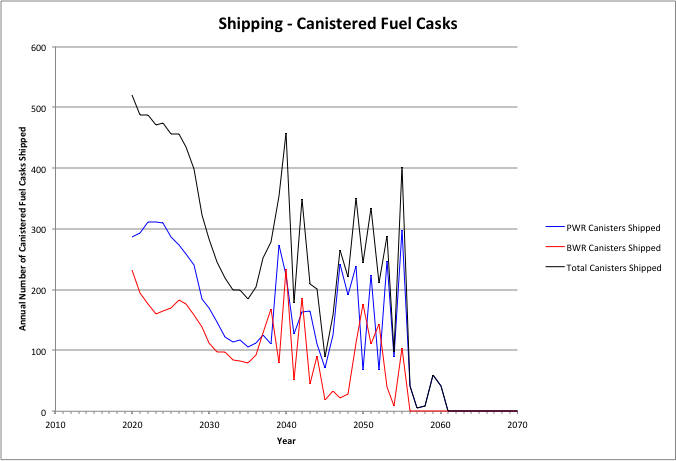 Shipping - Canistered Fuel Casks
Annual Number of Canistered Fuel Casks Shipped
600
500
400
300
200
100
0
2010
2020
2030
2040
2050
2060
2070
Year
PWR Canisters Shipped
BWR Canisters Shipped
Total Canisters Shipped